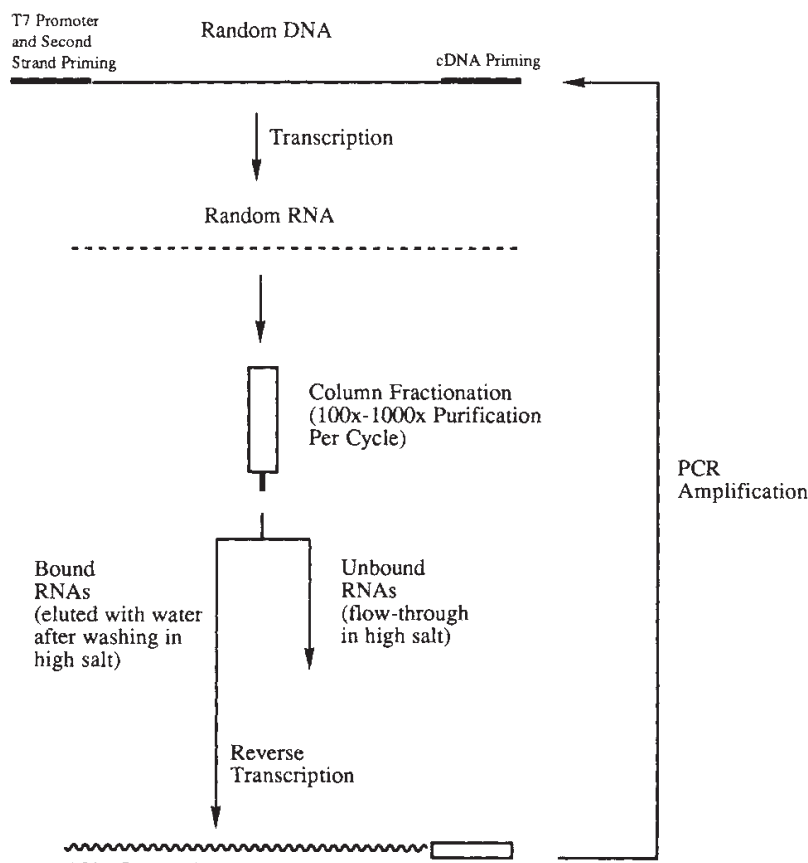 T7 Promoter
and Second
Strand Priming
Random DNA
cDNA Priming
Transcription
Random RNA
Column Fractionation
(100x-1000x Purification
Per Cycle)
PCR
Amplification
Bound
RNAs
(eluted with water
after washing in
high salt)
Unbound
RNAs
(flow-through
in high salt)
Reverse
Transcription